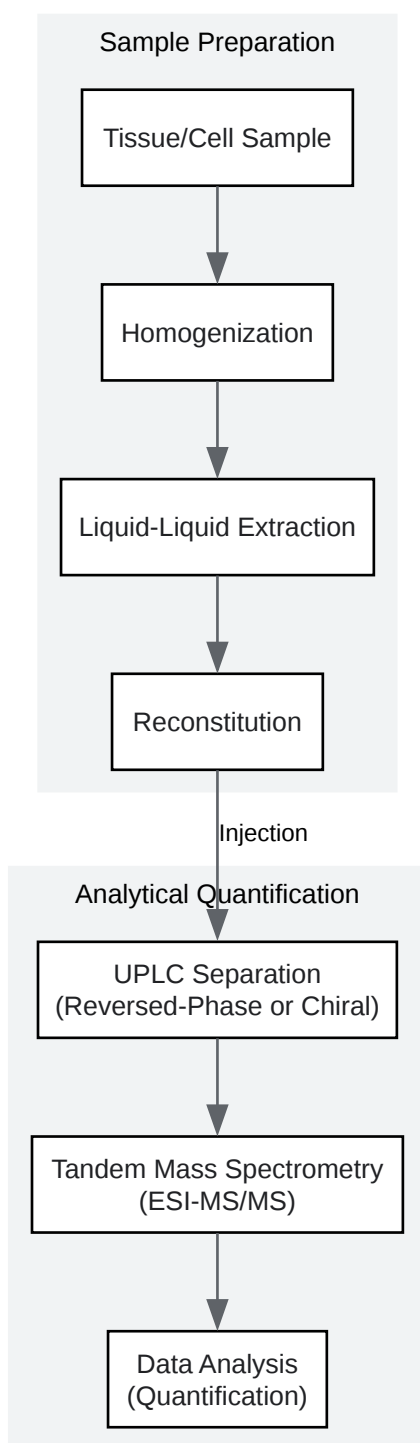 Sample Preparation
Tissue/Cell Sample
Homogenization
Liquid-Liquid Extraction
Reconstitution
Injection
Analytical Quantification
UPLC Separation
(Reversed-Phase or Chiral)
Tandem Mass Spectrometry
(ESI-MS/MS)
Data Analysis
(Quantification)